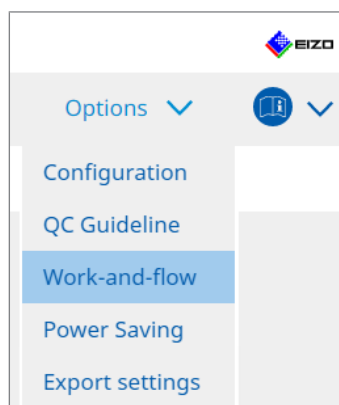 EIZO
Options
Configuration
QC Guideline
Work-and-flow
Power Saving
Export settings